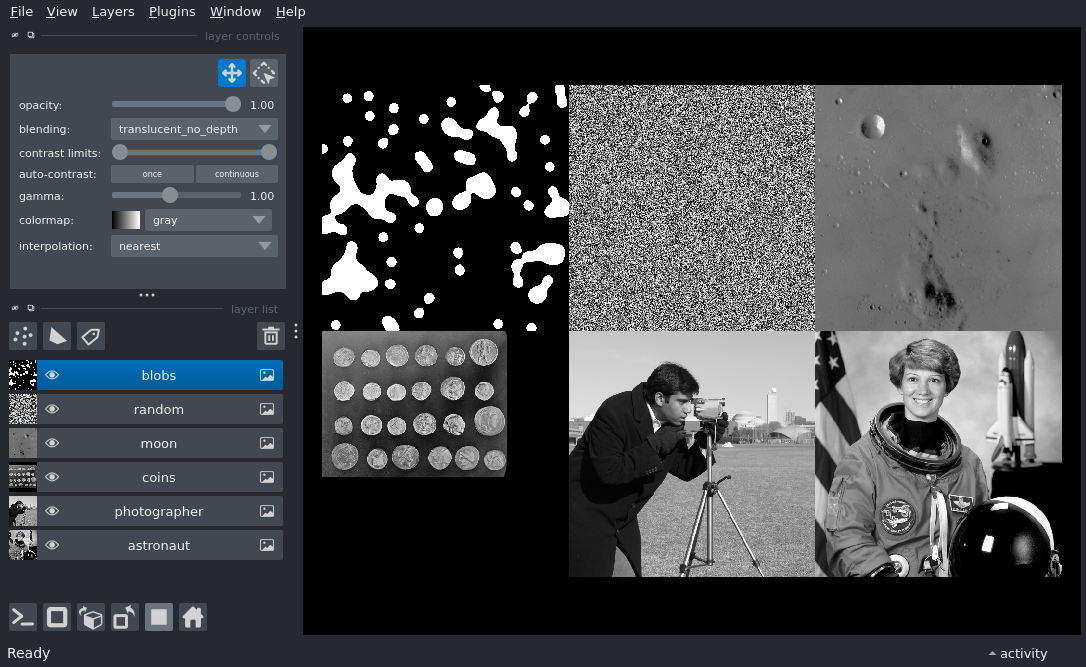 File View Layers Plugins Window Help
layer controls
opacity: 1.00
blending: translucent_no_depth
contrast limits:
auto-contrast: once continuous
gamma: 1.00
colormap: gray
interpolation: nearest
layer list
blobs
random
moon
coins
photographer
astronaut
Ready
activity